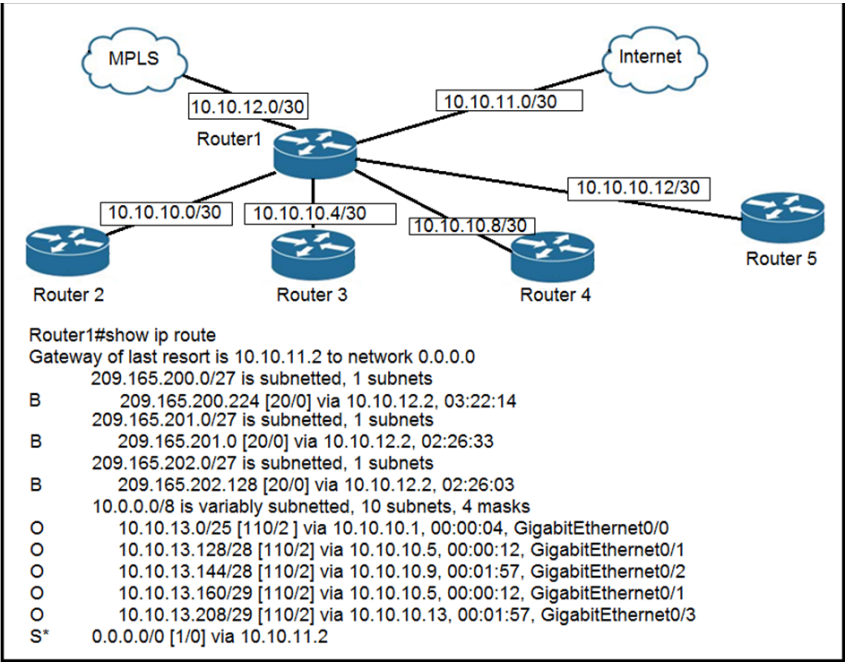 MPLS
Internet
10.10.12.0/30
10.10.11.0/30
Router1
10.10.10.12/30
10.10.10.0/30
10.10.10.4/30
10.10.10.8/30
Router 5
Router 2
Router 3
Router 4
Router1#show ip route
Gateway of last resort is 10.10.11.2 to network 0.0.0.0
209.165.200.0/27 is subnetted, 1 subnets
B 209.165.200.224 [20/0] via 10.10.12.2, 03:22:14
209.165.201.0/27 is subnetted, 1 subnets
B 209.165.201.0 [20/0] via 10.10.12.2, 02:26:33
209.165.202.0/27 is subnetted, 1 subnets
B 209.165.202.128 [20/0] via 10.10.12.2, 02:26:03
10.0.0.0/8 is variably subnetted, 10 subnets, 4 masks
O 10.10.13.0/25 [110/2 ] via 10.10.10.1, 00:00:04, GigabitEthernet0/0
O 10.10.13.128/28 [110/2] via 10.10.10.5, 00:00:12, GigabitEthernet0/1
O 10.10.13.144/28 [110/2] via 10.10.10.9, 00:01:57, GigabitEthernet0/2
O 10.10.13.160/29 [110/2] via 10.10.10.5, 00:00:12, GigabitEthernet0/1
O 10.10.13.208/29 [110/2] via 10.10.10.13, 00:01:57, GigabitEthernet0/3
S* 0.0.0.0/0 [1/0] via 10.10.11.2